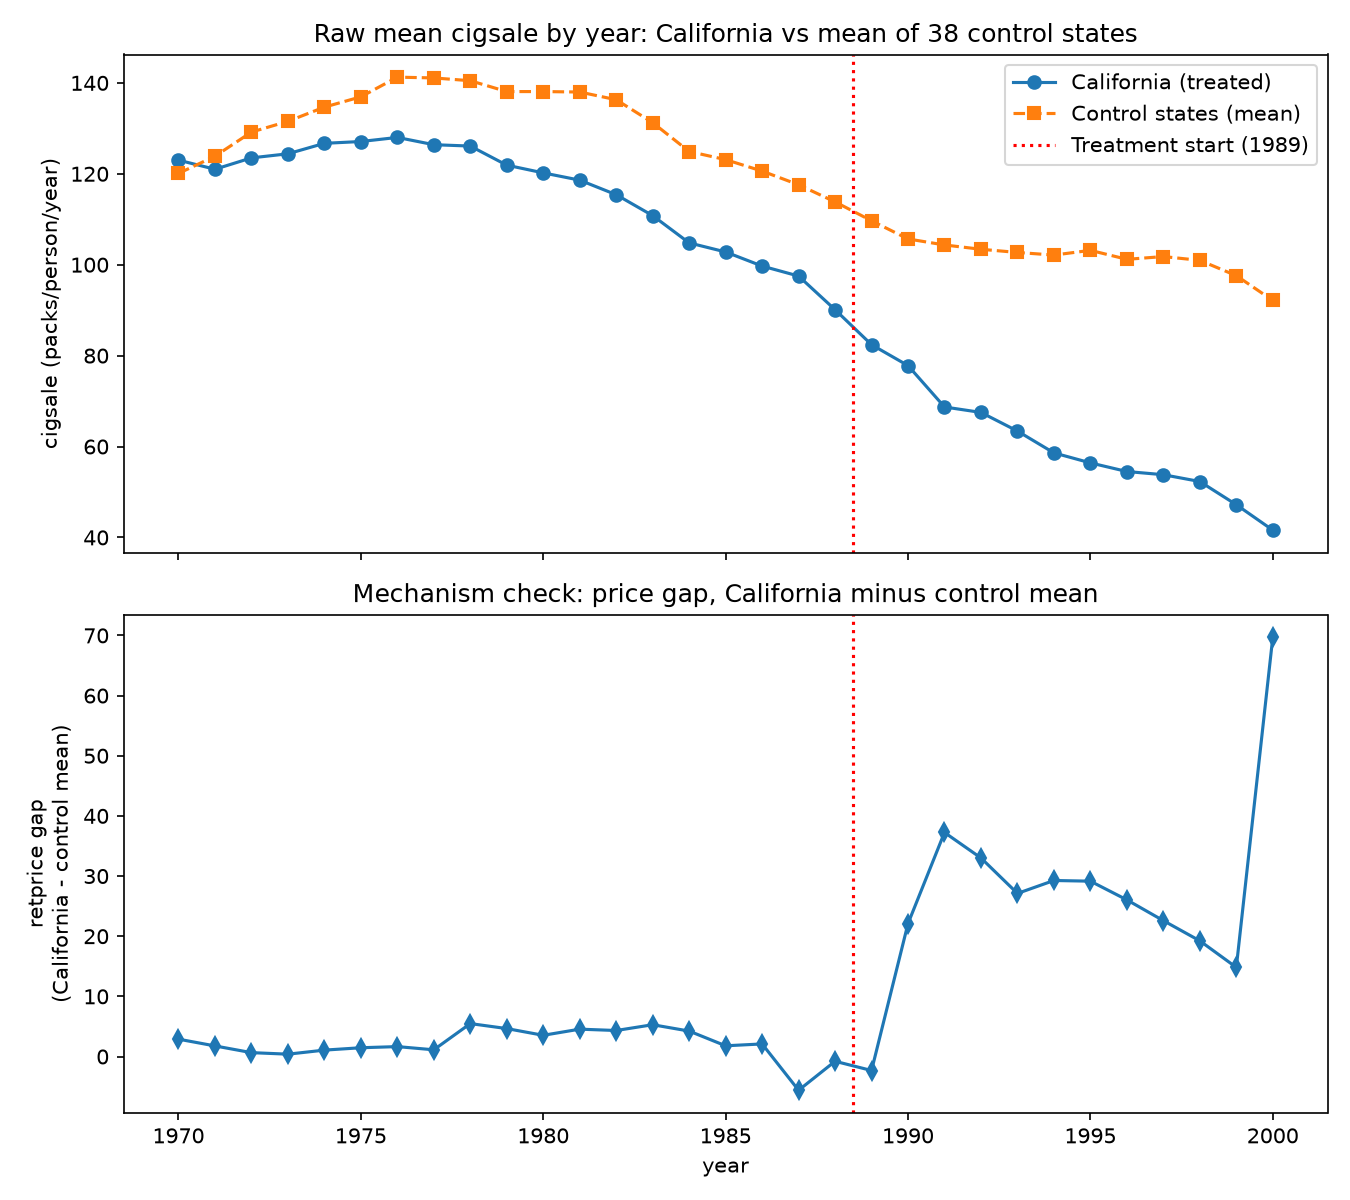 Raw mean cigsale by year: California vs mean of 38 control states
140
120
100
80
60
40
cigsale (packs/person/year)
California (treated)
Control states (mean)
Treatment start (1989)
Mechanism check: price gap, California minus control mean
70
60
50
40
30
20
10
0
retprice gap
(California - control mean)
1970 1975 1980 1985 1990 1995 2000
year